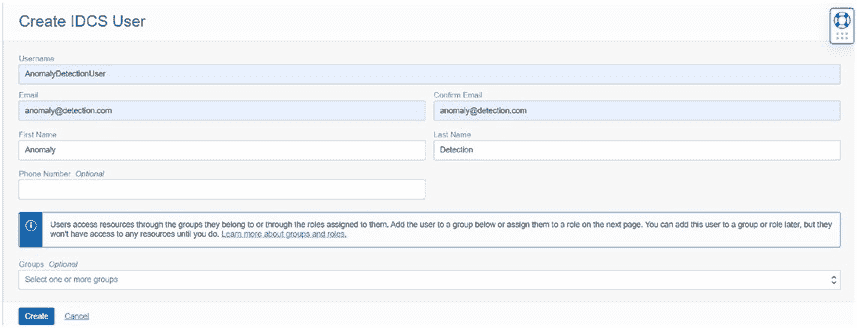 Create IDCS User
Username
AnomalyDetectionUser
Email
Confirm Email
anomaly@detection.com
anomaly@detection.com
First Name
Last Name
Anomaly
Detection
Phone Number Optional
Users access resources through the groups they belong to or through the roles assigned to them. Add the user to a group below or assign them to a role on the next page. You can add this user to a group or role later, but they
won't have access to any resources until you do. Learn more about groups and roles.
Groups Optional
Select one or more groups
Create
Cancel